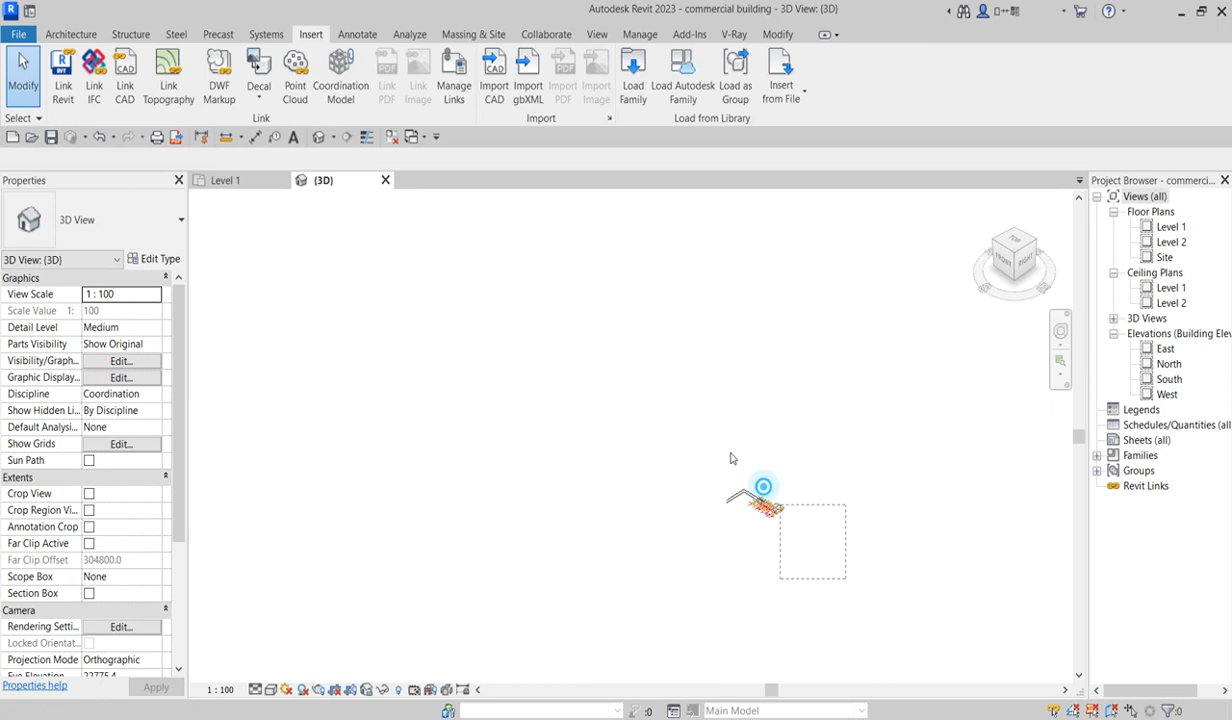 Autodesk Revit 2023 - commercial building - 3D View: {3D}
File Architecture Structure Steel Precast Systems Insert Annotate Analyze Massing & Site Collaborate View Manage Add-Ins V-Ray Modify
Modify
Link Revit
Link IFC
Link CAD
Link Topography
DWF Markup
Decal
Point Cloud
Coordination Model
Link PDF
Link Image
Manage Links
Import CAD
Import gbXML
Import PDF
Import Image
Load Family
Load Autodesk Family
Load as Group
Insert from File
Select
Link
Import
Load from Library
Properties
Level 1
{3D}
Project Browser - commerci...
3D View
3D View: {3D}
Edit Type
Graphics
View Scale 1 : 100
Scale Value 1: 100
Detail Level Medium
Parts Visibility Show Original
Visibility/Graph... Edit...
Graphic Display... Edit...
Discipline Coordination
Show Hidden Li... By Discipline
Default Analysi... None
Show Grids Edit...
Sun Path
Extents
Crop View
Crop Region Vi...
Annotation Crop
Far Clip Active
Far Clip Offset 304800.0
Scope Box None
Section Box
Camera
Rendering Setti... Edit...
Locked Orientat...
Projection Mode Orthographic
Properties help
Apply
TOP
FRONT
RIGHT
Views (all)
Floor Plans
Level 1
Level 2
Site
Ceiling Plans
Level 1
Level 2
3D Views
Elevations (Building Elev
East
North
South
West
Legends
Schedules/Quantities (all
Sheets (all)
Families
Groups
Revit Links
1 : 100
:0
Main Model
:0